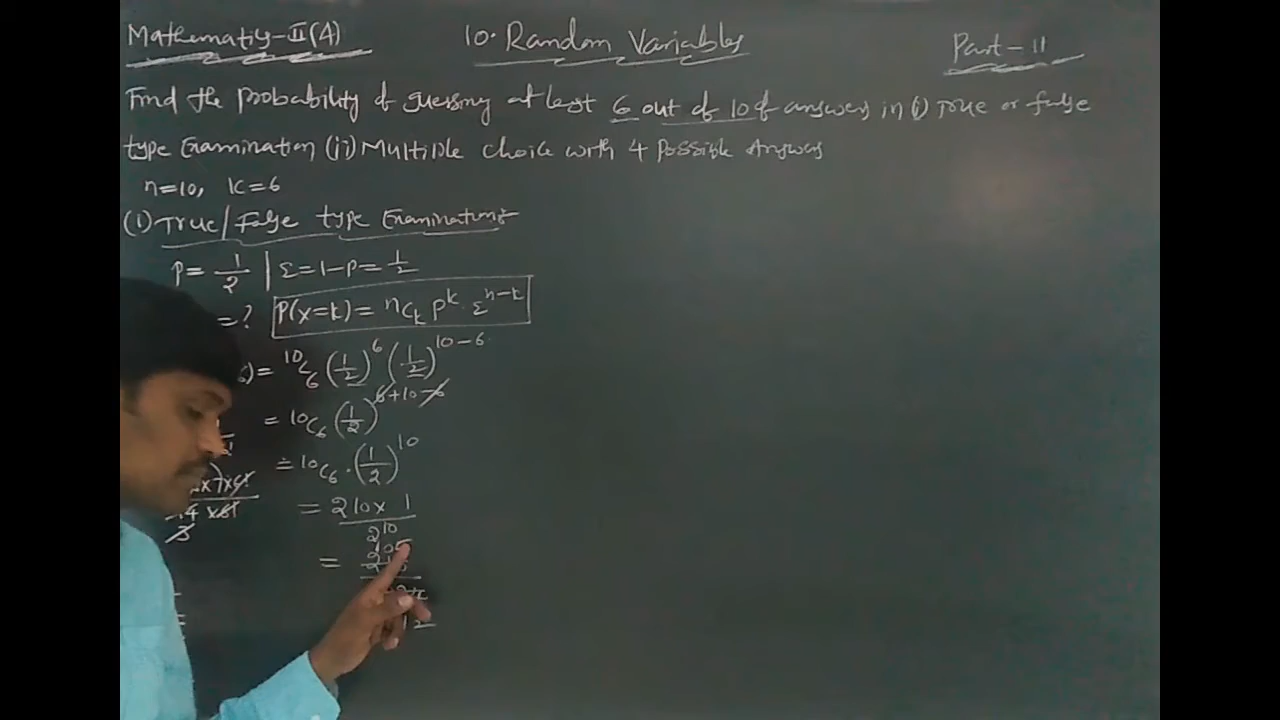 Mathematics-II(A)
10. Random Variables
Part-11
Find the probability of guessing at least 6 out of 10 of answers in (i) True or false
type Examination (ii) Multiple choice with 4 possible Answers
n=10, k=6
(i) True/False type Examinations
P= 1/2 | Σ=1-P= 1/2
=? P(x=k)= nCk P^k. Σ^n-k
)= 10C6 (1/2)^6 (1/2)^10-6
= 10C6 (1/2)^6+10-6
= 10C6 . (1/2)^10
= 210x 1
2^10
=